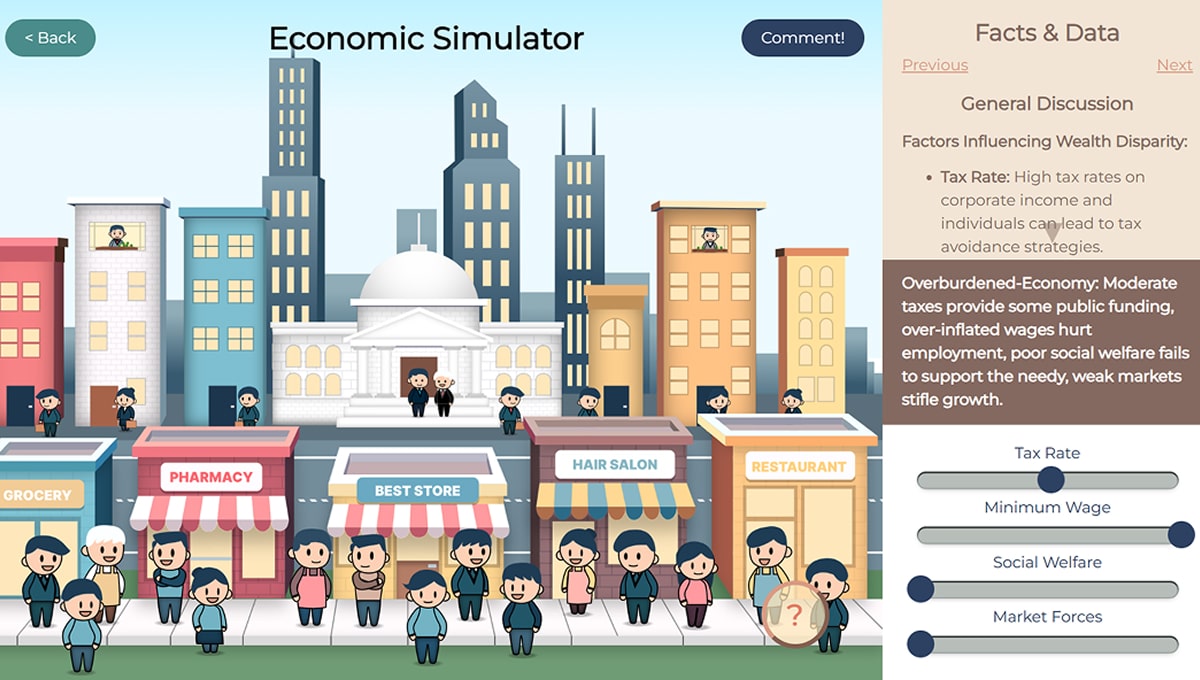 < Back
Economic Simulator
Comment!
PHARMACY
GROCERY
BEST STORE
HAIR SALON
RESTAURANT
?
Facts & Data
Previous
Next
General Discussion
Factors Influencing Wealth Disparity:
• Tax Rate: High tax rates on
corporate income and
individuals can lead to tax
avoidance strategies.
Overburdened-Economy: Moderate
taxes provide some public funding,
over-inflated wages hurt
employment, poor social welfare fails
to support the needy, weak markets
stifle growth.
Tax Rate
Minimum Wage
Social Welfare
Market Forces